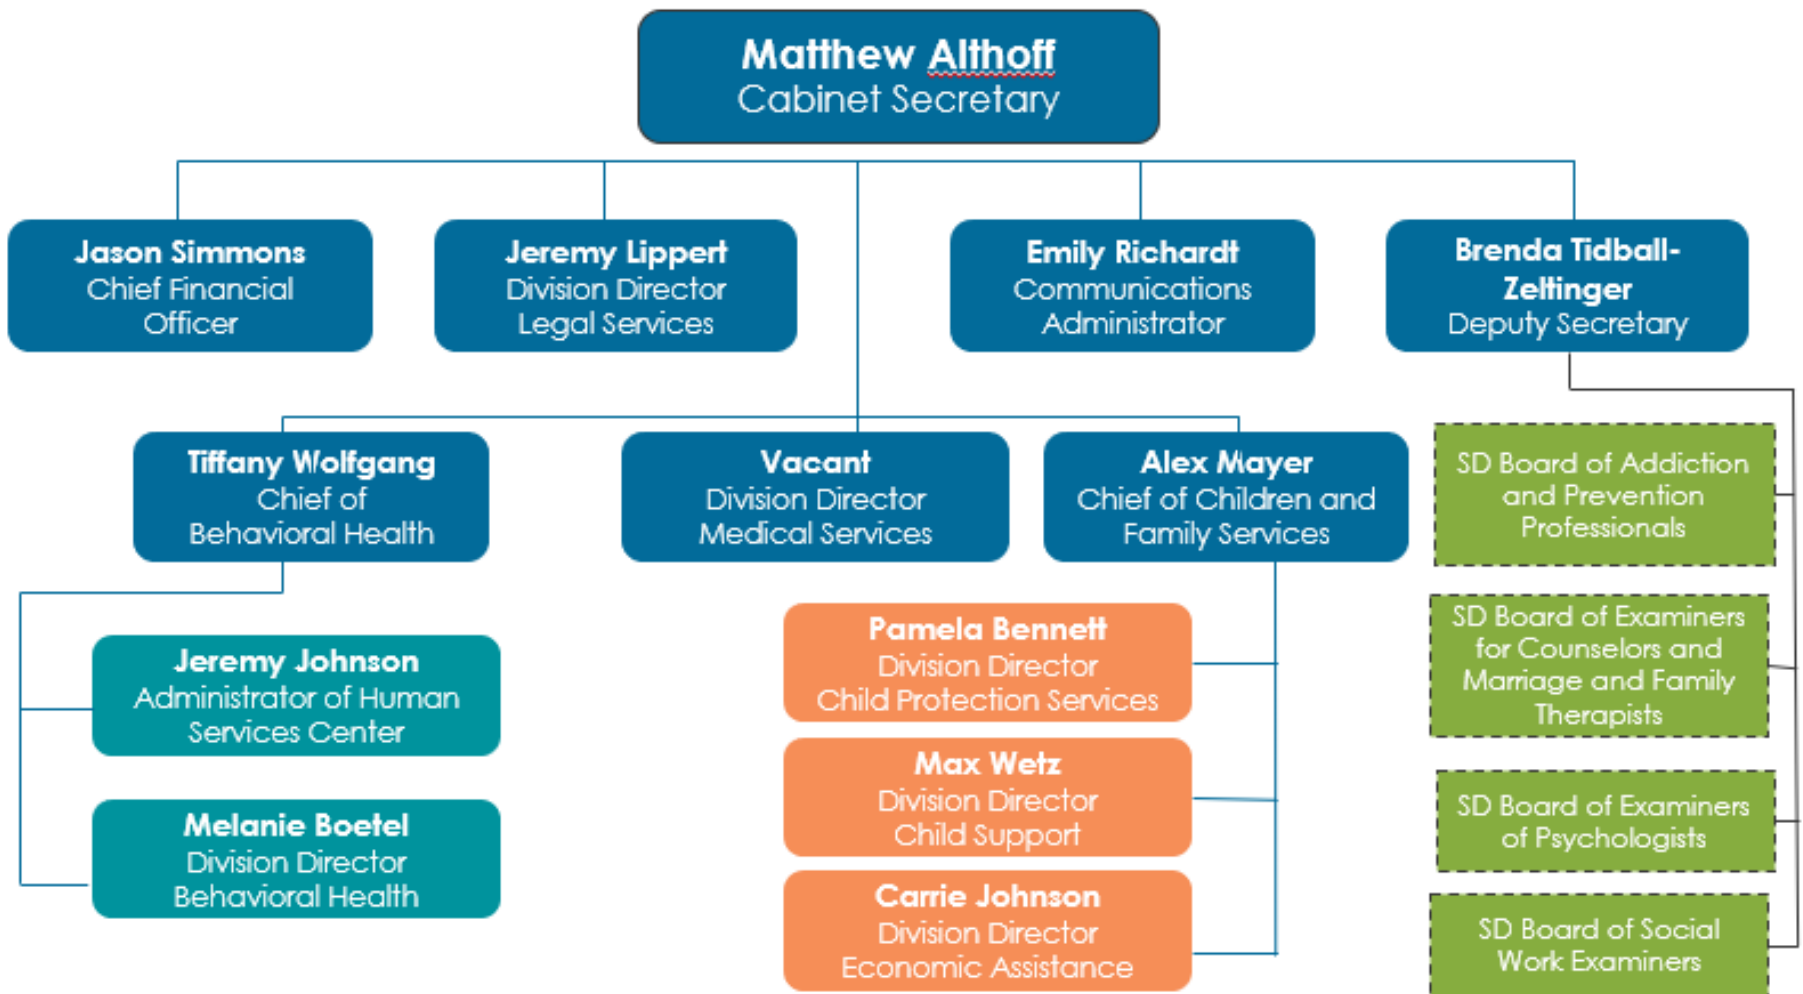 Matthew Althoff
Cabinet Secretary
Jason Simmons
Chief Financial
Officer
Jeremy Lippert
Division Director
Legal Services
Emily Richardt
Communications
Administrator
Brenda Tidball-
Zeltinger
Deputy Secretary
Tiffany Wolfgang
Chief of
Behavioral Health
Vacant
Division Director
Medical Services
Alex Mayer
Chief of Children and
Family Services
SD Board of Addiction
and Prevention
Professionals
Jeremy Johnson
Administrator of Human
Services Center
Melanie Boetel
Division Director
Behavioral Health
Pamela Bennett
Division Director
Child Protection Services
Max Wetz
Division Director
Child Support
Carrie Johnson
Division Director
Economic Assistance
SD Board of Examiners
for Counselors and
Marriage and Family
Therapists
SD Board of Examiners
of Psychologists
SD Board of Social
Work Examiners